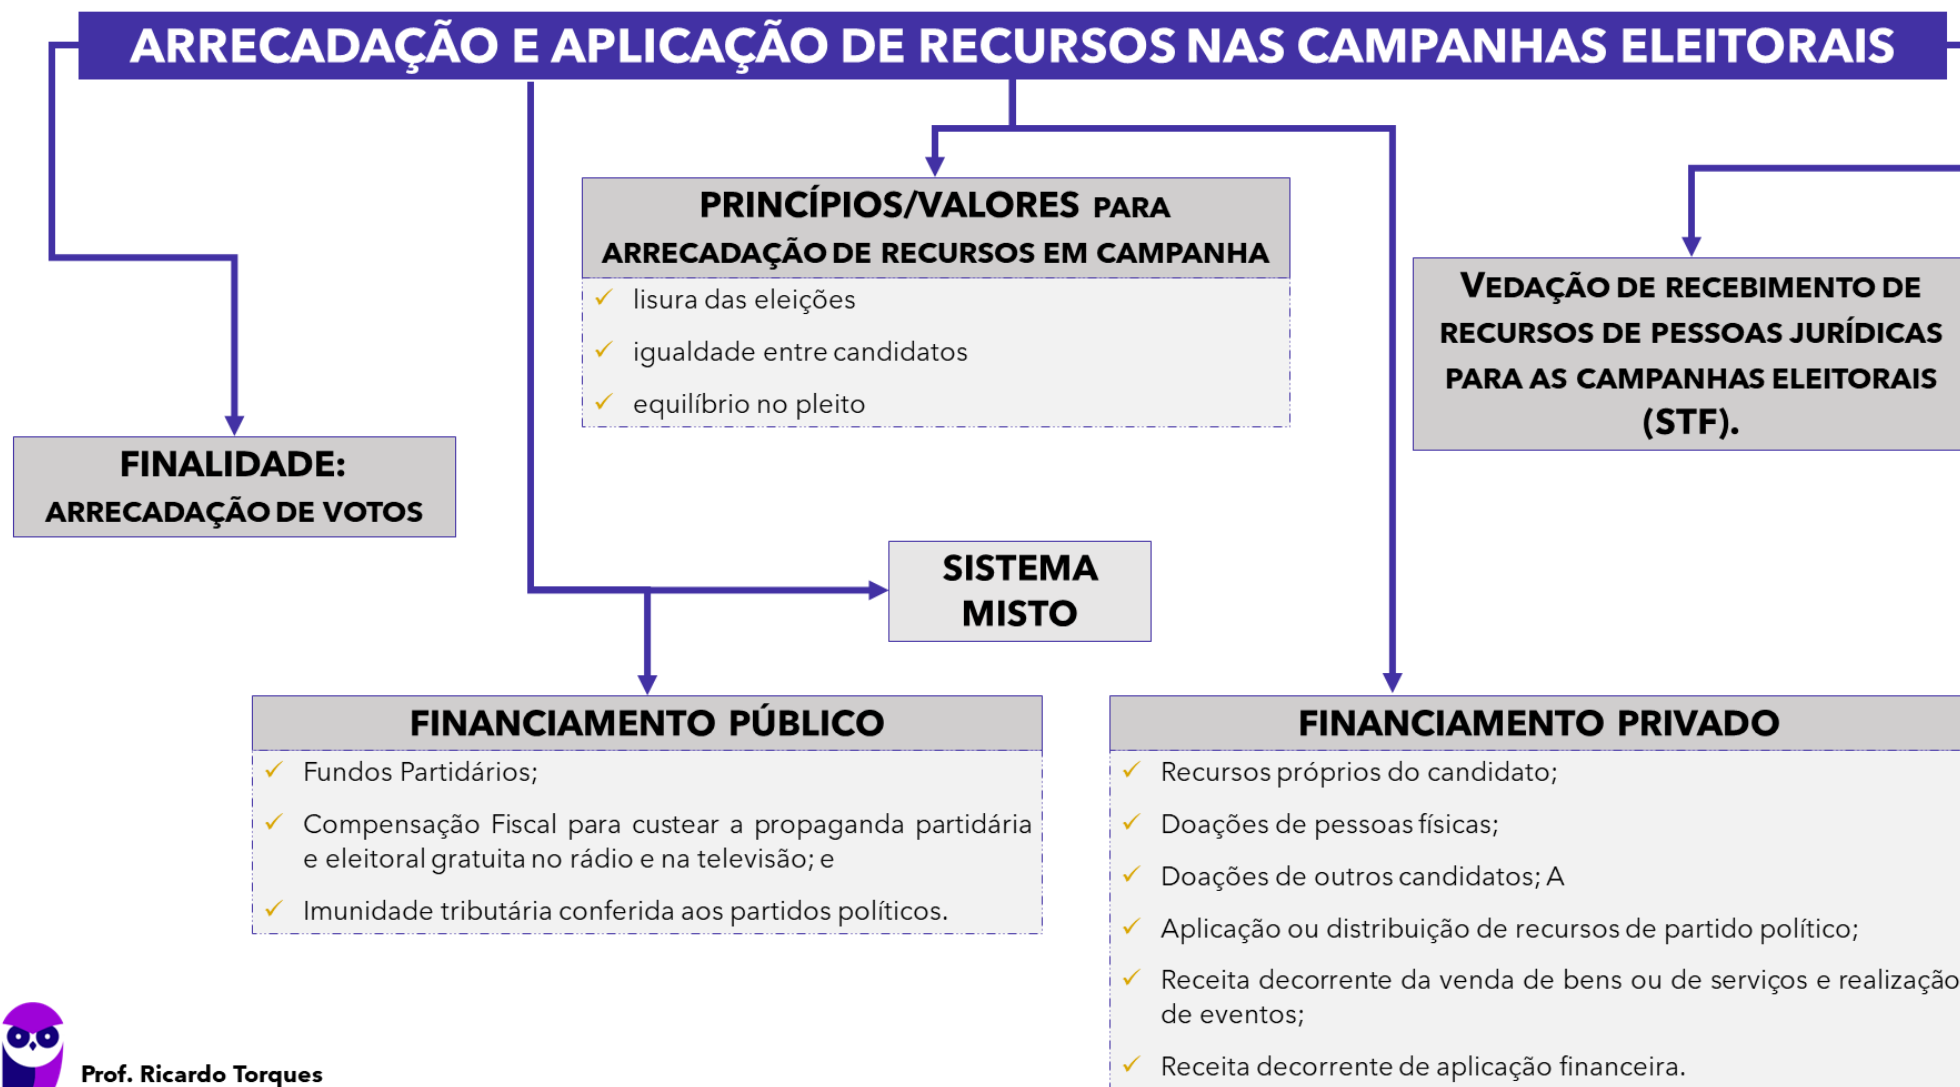 ARRECADAÇÃO E APLICAÇÃO DE RECURSOS NAS CAMPANHAS ELEITORAIS
PRINCÍPIOS/VALORES PARA
ARRECADAÇÃO DE RECURSOS EM CAMPANHA
lisura das eleições
igualdade entre candidatos
equilíbrio no pleito
VEDAÇÃO DE RECEBIMENTO DE
RECURSOS DE PESSOAS JURÍDICAS
PARA AS CAMPANHAS ELEITORAIS
(STF).
FINALIDADE:
ARRECADAÇÃO DE VOTOS
SISTEMA
MISTO
FINANCIAMENTO PÚBLICO
Fundos Partidários;
Compensação Fiscal para custear a propaganda partidária
e eleitoral gratuita no rádio e na televisão; e
Imunidade tributária conferida aos partidos políticos.
FINANCIAMENTO PRIVADO
Recursos próprios do candidato;
Doações de pessoas físicas;
Doações de outros candidatos; A
Aplicação ou distribuição de recursos de partido político;
Receita decorrente da venda de bens ou de serviços e realização
de eventos;
Receita decorrente de aplicação financeira.
Prof. Ricardo Torques